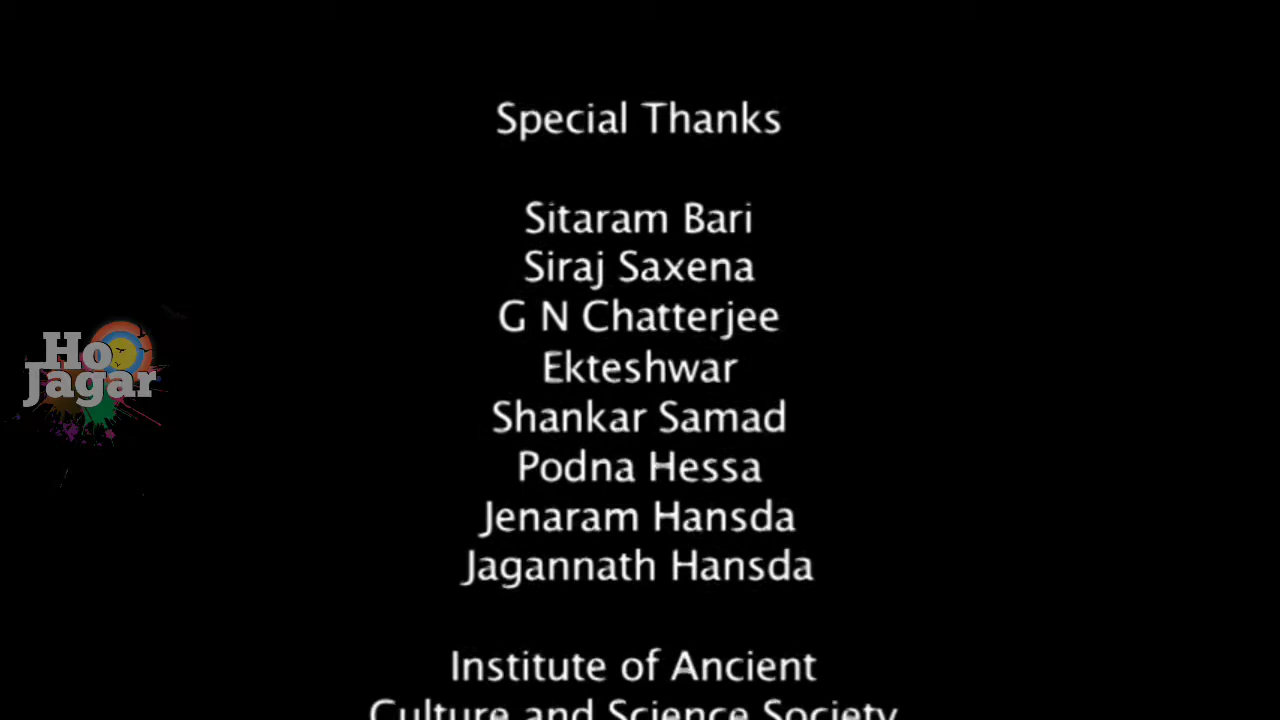 Special Thanks
Sitaram Bari
Siraj Saxena
G N Chatterjee
Ekteshwar
Shankar Samad
Podna Hessa
Jenaram Hansda
Jagannath Hansda
Institute of Ancient
Culture and Science Society
Ho
Jagar